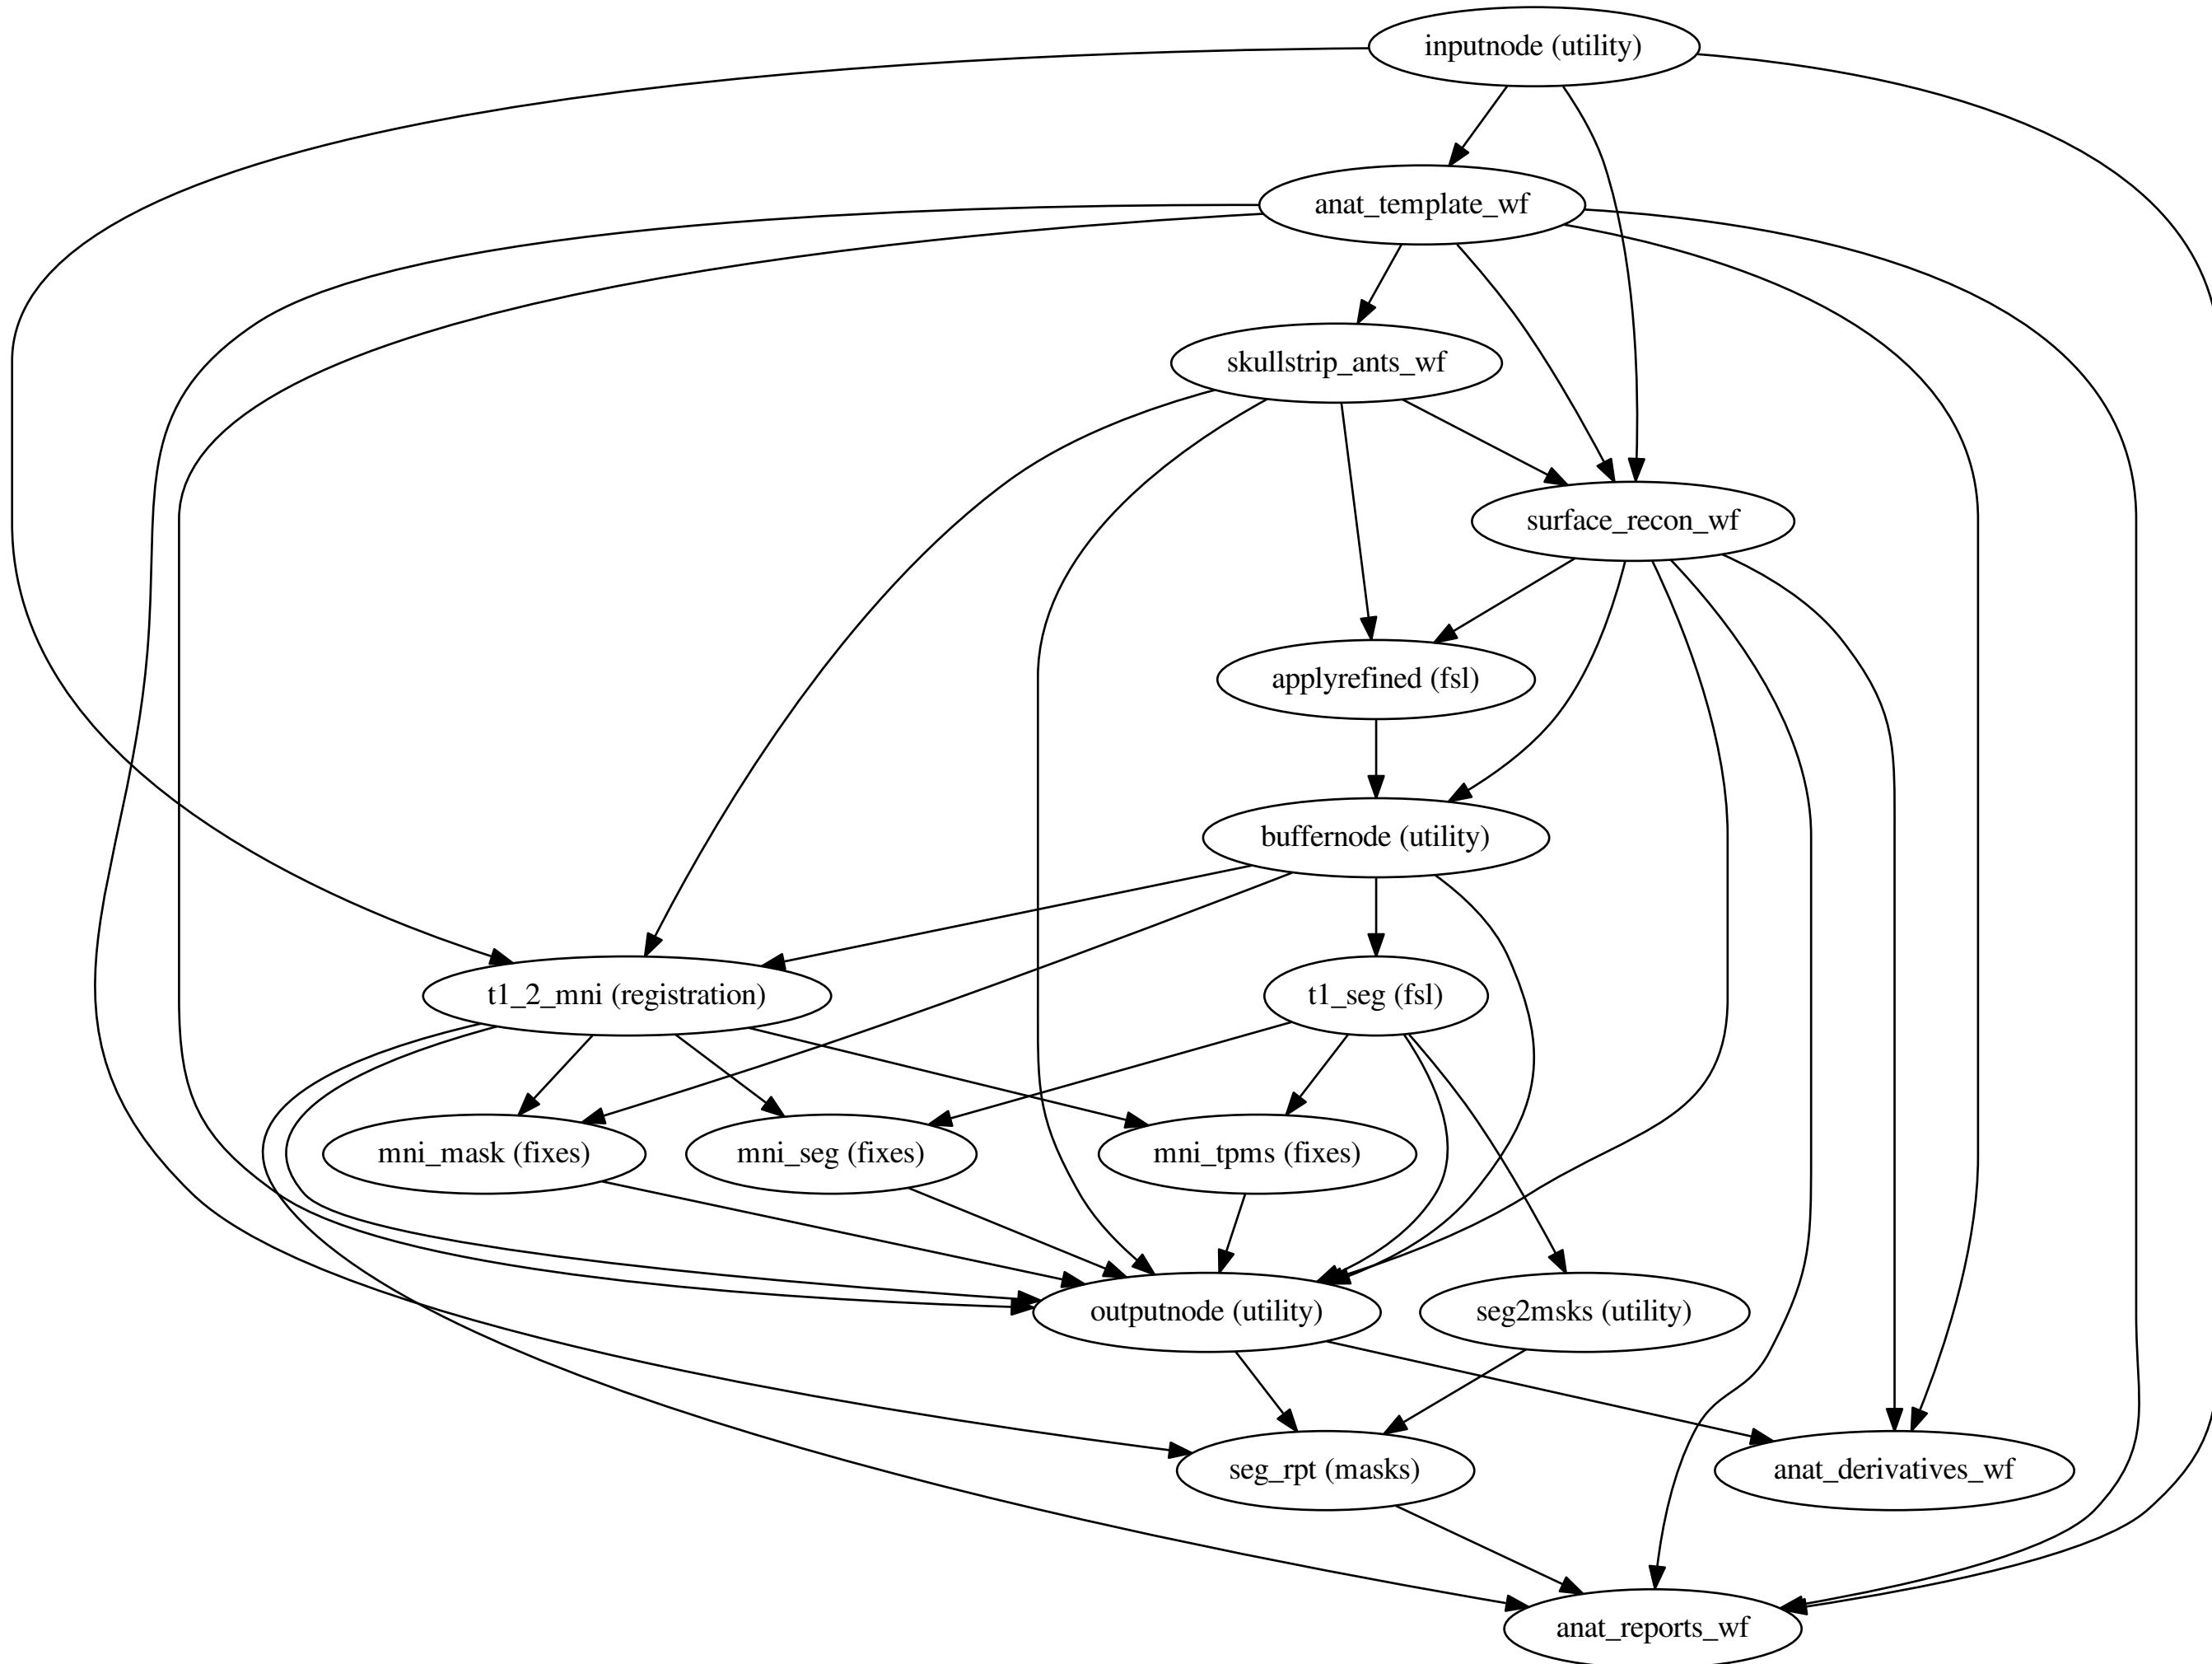 inputnode (utility)
anat_template_wf
skullstrip_ants_wf
surface_recon_wf
applyrefined (fsl)
buffernode (utility)
t1_2_mni (registration)
t1_seg (fsl)
mni_mask (fixes)
mni_seg (fixes)
mni_tpms (fixes)
outputnode (utility)
seg2msks (utility)
seg_rpt (masks)
anat_derivatives_wf
anat_reports_wf